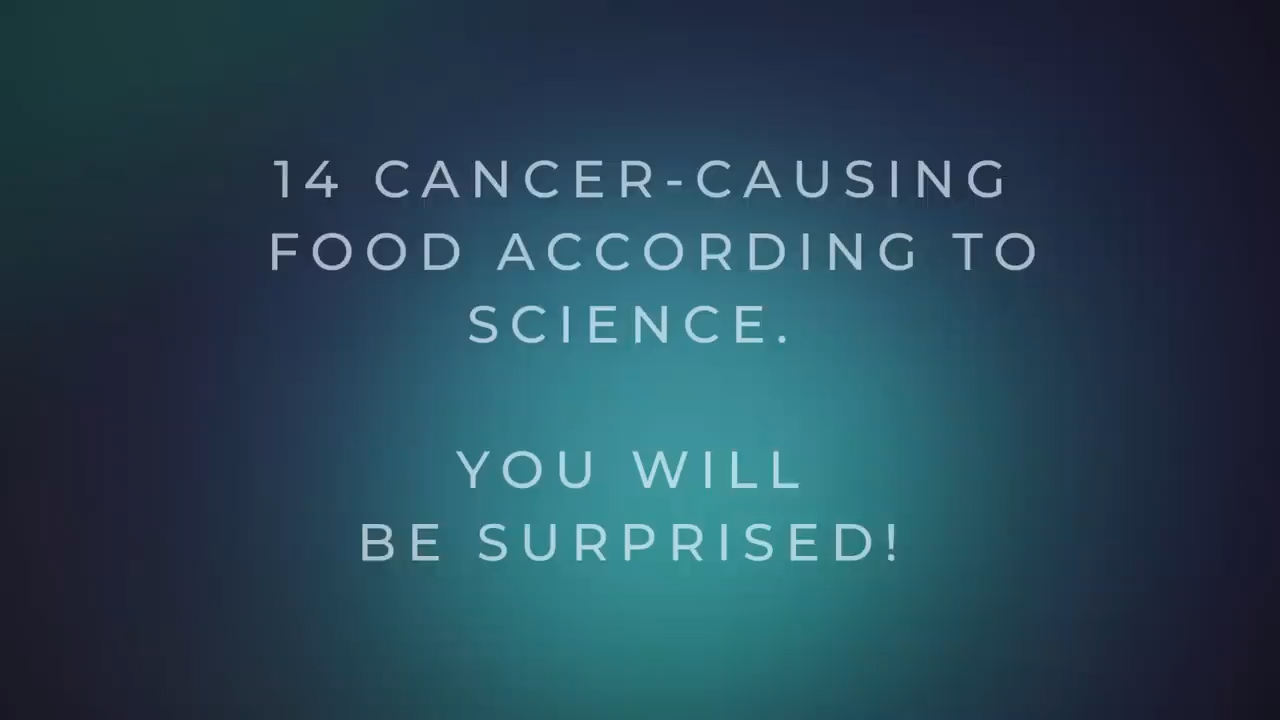 14 CANCER-CAUSING
FOOD ACCORDING TO
SCIENCE.
YOU WILL
BE SURPRISED!